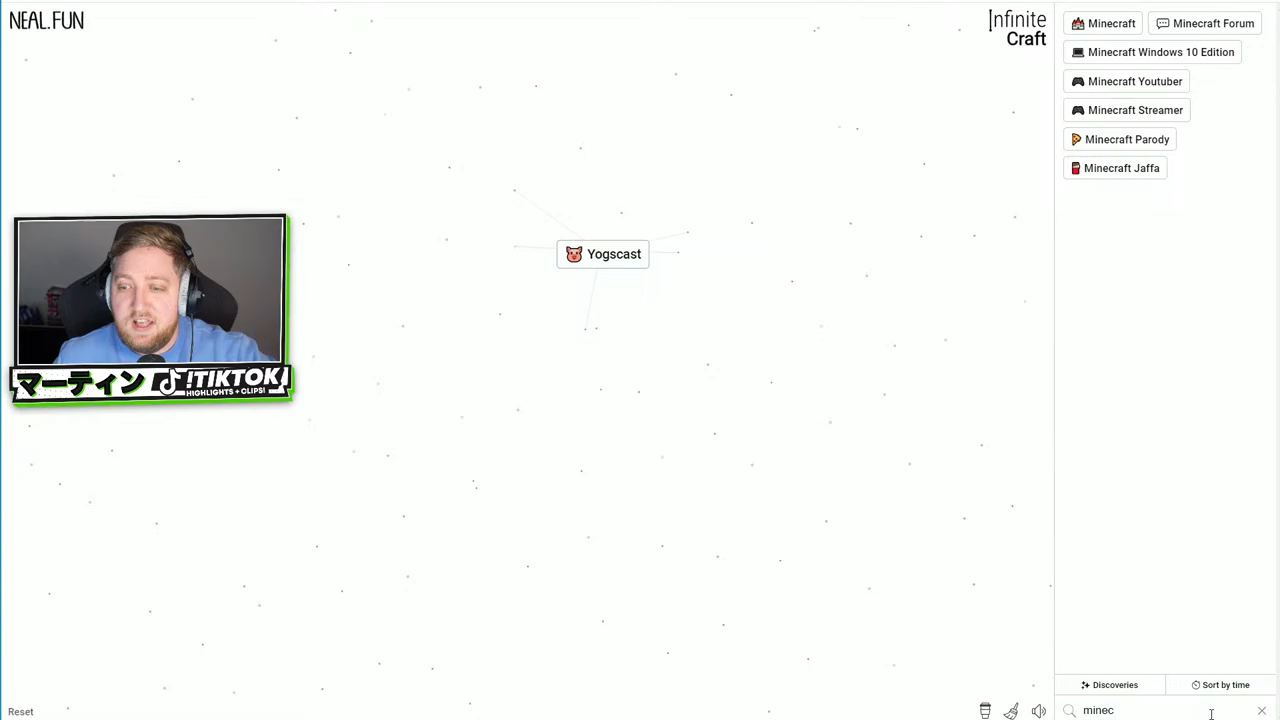 NEAL.FUN
Infinite
Craft
Minecraft
Minecraft Forum
Minecraft Windows 10 Edition
Minecraft Youtuber
Minecraft Streamer
Minecraft Parody
Minecraft Jaffa
Yogscast
マーティン
!TIKTOK
HIGHLIGHTS + CLIPS!
Discoveries
Sort by time
Reset
minec